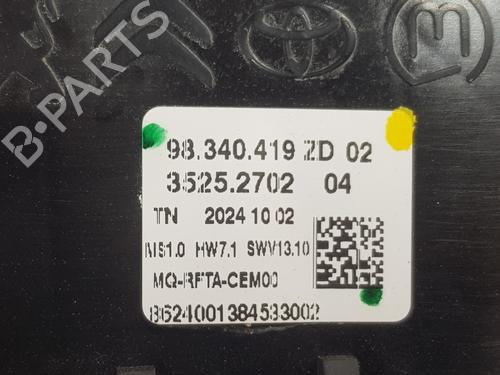 B-PARTS
m
98.340.419 ZD 02
3525.2702 04
TN 2024 10 02
MS1.0 HW7.1 SWV13.10
MQ-RFTA-CEM00
8624001384533002